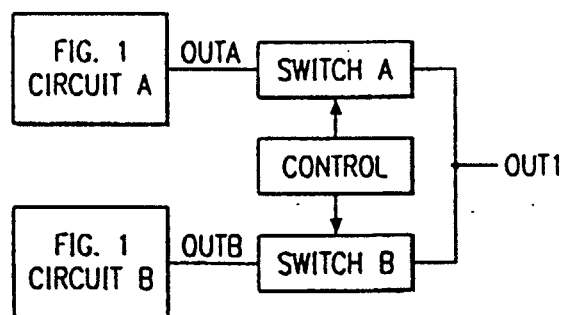 FIG. 1
CIRCUIT A
OUTA
SWITCH A
CONTROL
OUT1
FIG. 1
CIRCUIT B
OUTB
SWITCH B